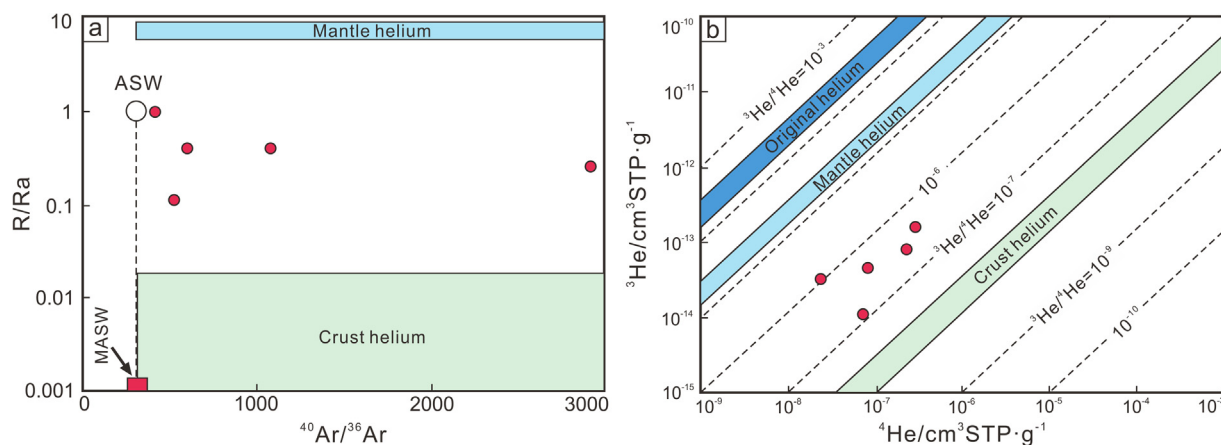 a
10
1
0.1
0.01
0.001
R/Ra
Mantle helium
ASW
Crust helium
MASW
0
1000
2000
3000
⁴⁰Ar/³⁶Ar
b
10⁻¹⁰
10⁻¹¹
10⁻¹²
10⁻¹³
10⁻¹⁴
10⁻¹⁵
³He/cm³STP·g⁻¹
³He/⁴He=10⁻³
Original helium
Mantle helium
10⁻⁶
³He/⁴He=10⁻⁷
Crust helium
³He/⁴He=10⁻⁹
10⁻¹⁰
10⁻⁹
10⁻⁸
10⁻⁷
10⁻⁶
10⁻⁵
10⁻⁴
⁴He/cm³STP·g⁻¹